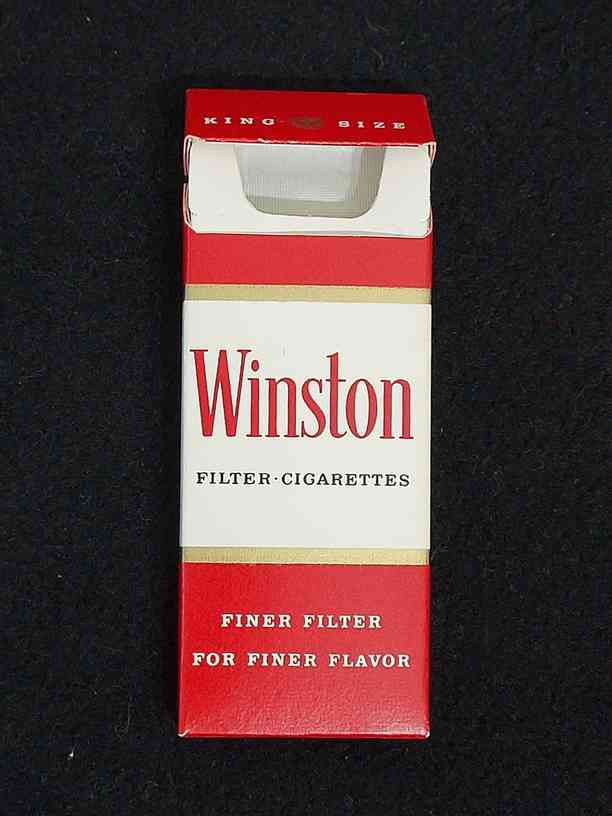 KING SIZE
Winston
FILTER·CIGARETTES
FINER FILTER
FOR FINER FLAVOR